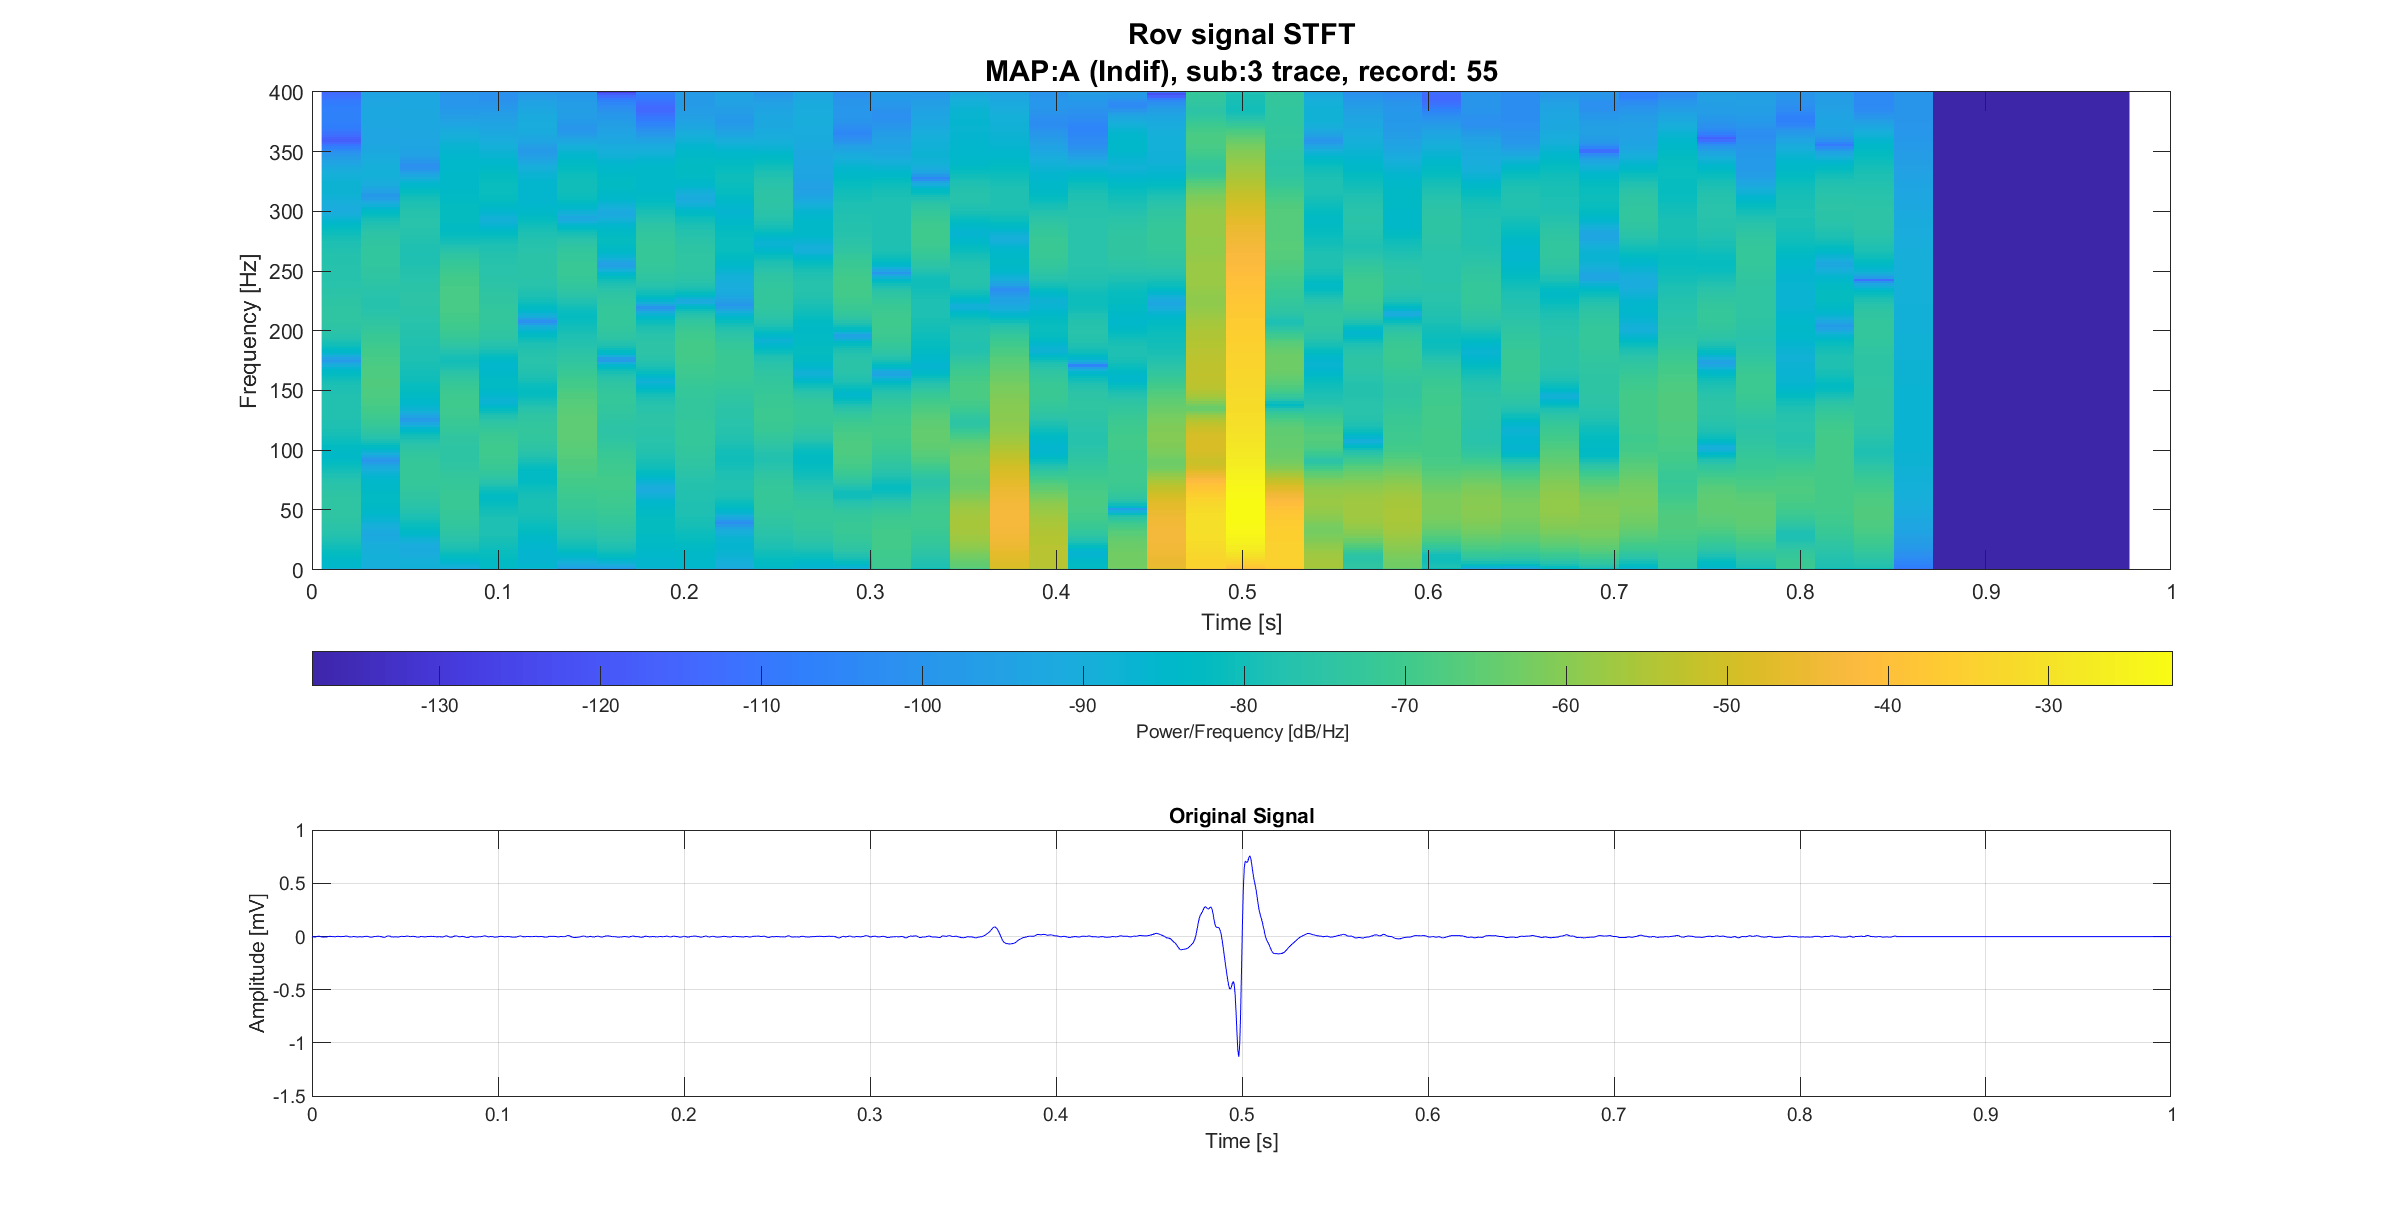 Rov signal STFT
MAP:A (Indif), sub:3 trace, record: 55
400
350
300
250
200
150
100
50
0
Frequency [Hz]
0 0.1 0.2 0.3 0.4 0.5 0.6 0.7 0.8 0.9 1
Time [s]
-130 -120 -110 -100 -90 -80 -70 -60 -50 -40 -30
Power/Frequency [dB/Hz]
Original Signal
1
0.5
0
-0.5
-1
-1.5
Amplitude [mV]
0 0.1 0.2 0.3 0.4 0.5 0.6 0.7 0.8 0.9 1
Time [s]